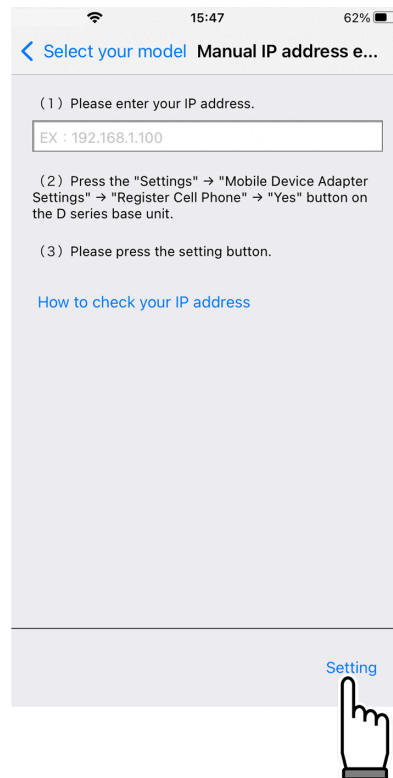 15:47
62%
Select your model Manual IP address e...
（1）Please enter your IP address.
EX : 192.168.1.100
（2）Press the "Settings" → "Mobile Device Adapter
Settings" → "Register Cell Phone" → "Yes" button on
the D series base unit.
（3）Please press the setting button.
How to check your IP address
Setting